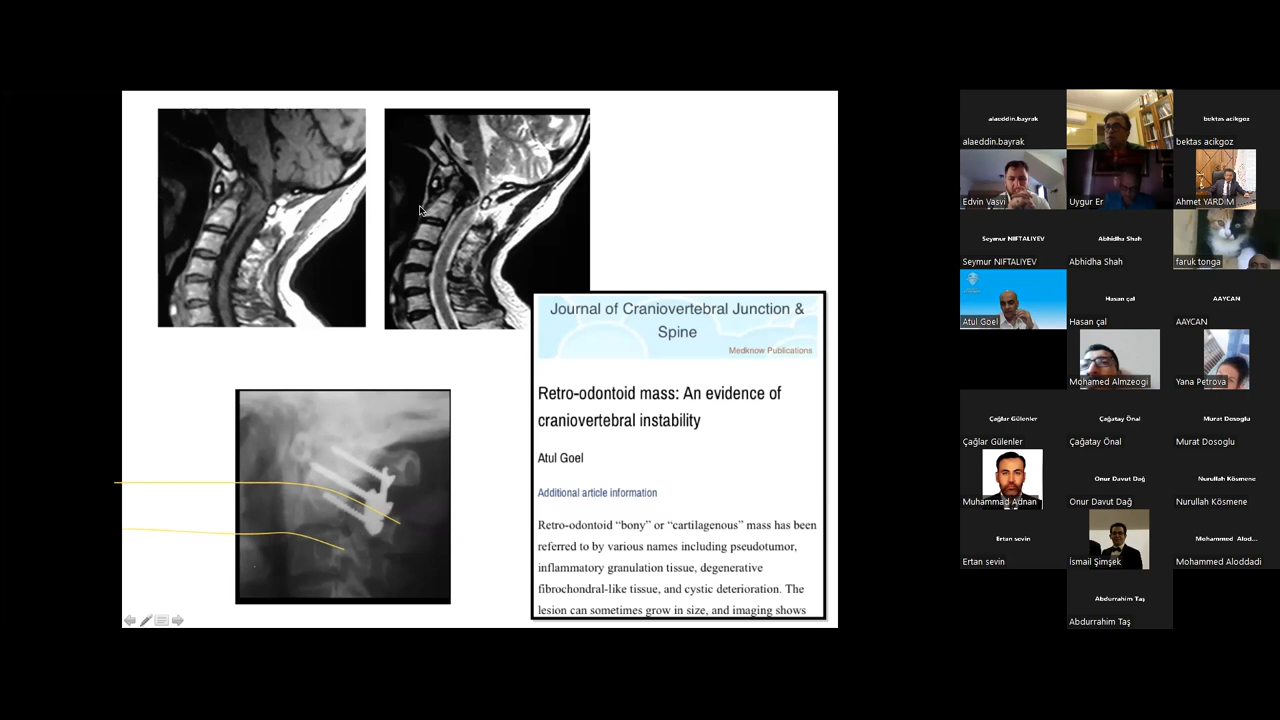 Journal of Craniovertebral Junction &
Spine
Medknow Publications
Retro-odontoid mass: An evidence of
craniovertebral instability
Atul Goel
Additional article information
Retro-odontoid “bony” or “cartilagenous” mass has been
referred to by various names including pseudotumor,
inflammatory granulation tissue, degenerative
fibrochondral-like tissue, and cystic deterioration. The
lesion can sometimes grow in size, and imaging shows
alaeddin.bayrak
alaeddin.bayrak
bektas acikgoz
bektas acikgoz
Edvin Vasvi
Uygur Er
Ahmet YARDIM
Seymur NIFTALIYEV
Seymur NIFTALIYEV
Abhidha Shah
Abhidha Shah
faruk tonga
Atul Goel
Hasan çal
Hasan çal
AAYCAN
AAYCAN
Mohamed Almzeogi
Yana Petrova
Çağlar Gülenler
Çağlar Gülenler
Çağatay Önal
Çağatay Önal
Murat Dosoglu
Murat Dosoglu
Muhammad Adnan
Onur Davut Dağ
Onur Davut Dağ
Nurullah Kösmene
Nurullah Kösmene
Ertan sevin
Ertan sevin
İsmail Şimşek
Mohammed Alod...
Mohammed Aloddadi
Abdurrahim Taş
Abdurrahim Taş